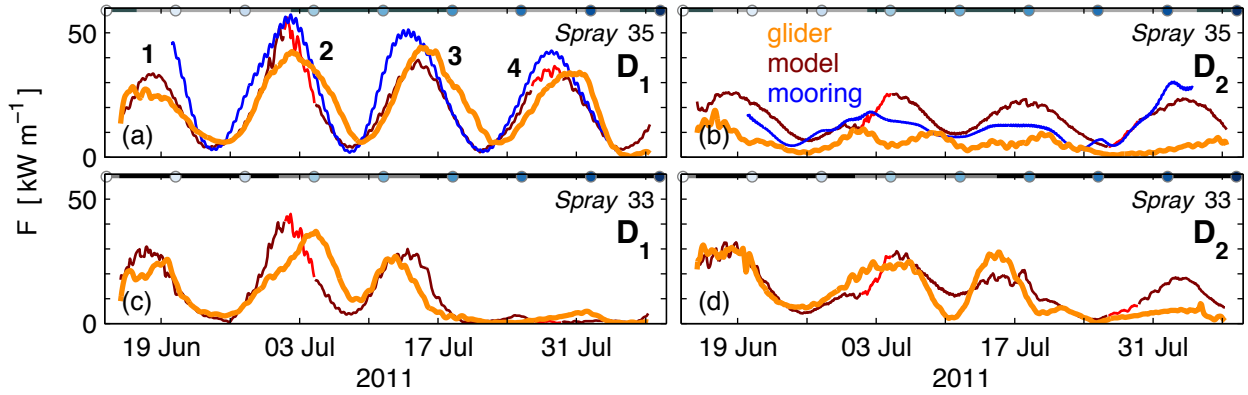 50
0
(a)
1
2
3
4
Spray 35
D1
(b)
glider
model
mooring
Spray 35
D2
F [ kW m−1]
50
0
(c)
Spray 33
D1
(d)
Spray 33
D2
19 Jun 03 Jul 17 Jul 31 Jul
2011
19 Jun 03 Jul 17 Jul 31 Jul
2011